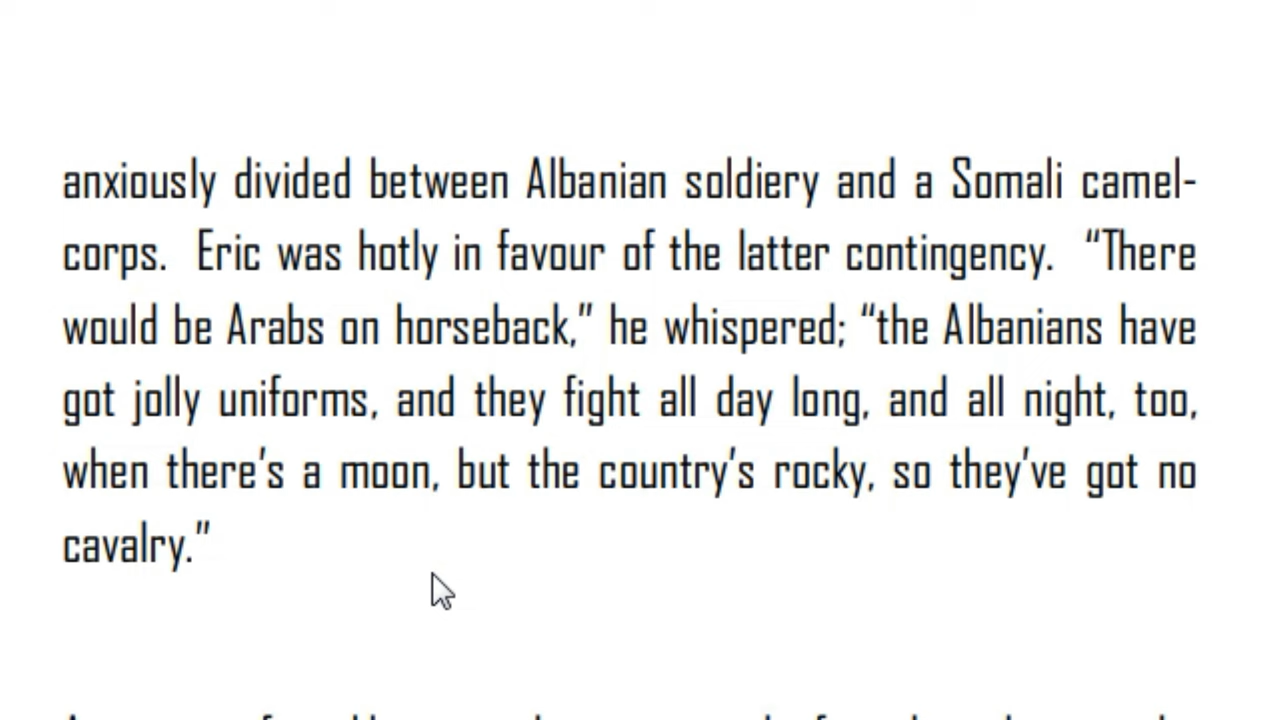 anxiously divided between Albanian soldiery and a Somali camel-
corps.  Eric was hotly in favour of the latter contingency.  “There
would be Arabs on horseback,” he whispered; “the Albanians have
got jolly uniforms, and they fight all day long, and all night, too,
when there’s a moon, but the country’s rocky, so they’ve got no
cavalry.”